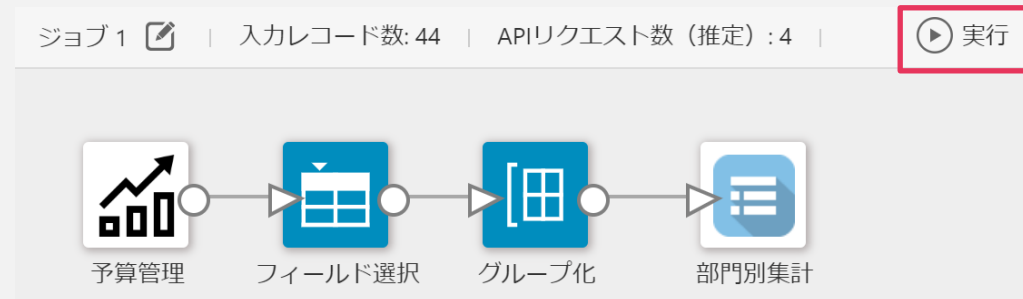 ジョブ 1 | 入力レコード数: 44 | APIリクエスト数（推定）: 4 | 実行
予算管理 フィールド選択 グループ化 部門別集計